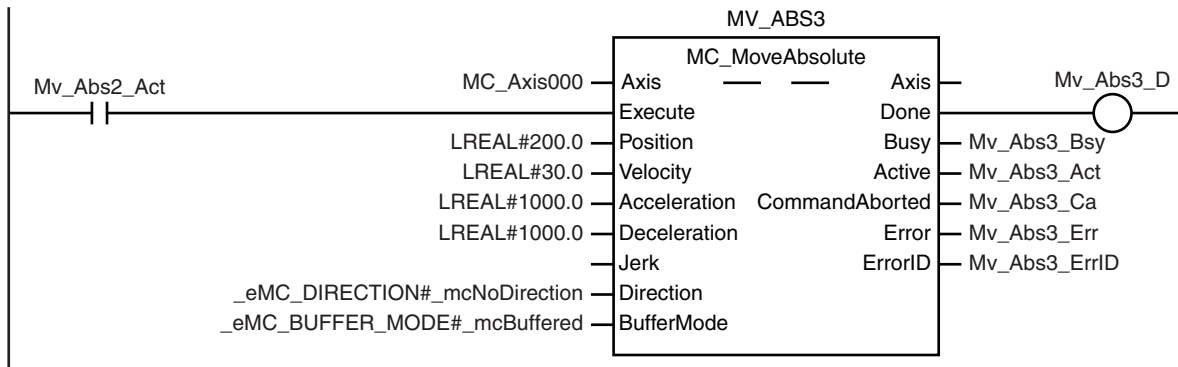 MV_ABS3
MC_MoveAbsolute
Mv_Abs2_Act
MC_Axis000 Axis Axis Mv_Abs3_D
Execute Done
LREAL#200.0 Position Busy Mv_Abs3_Bsy
LREAL#30.0 Velocity Active Mv_Abs3_Act
LREAL#1000.0 Acceleration CommandAborted Mv_Abs3_Ca
LREAL#1000.0 Deceleration Error Mv_Abs3_Err
Jerk ErrorID Mv_Abs3_ErrID
_eMC_DIRECTION#_mcNoDirection Direction
_eMC_BUFFER_MODE#_mcBuffered BufferMode